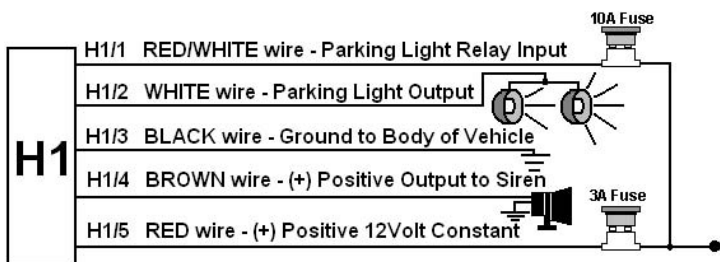 10A Fuse
H1/1 RED/WHITE wire - Parking Light Relay Input
H1/2 WHITE wire - Parking Light Output
H1/3 BLACK wire - Ground to Body of Vehicle
H1
H1/4 BROWN wire - (+) Positive Output to Siren
3A Fuse
H1/5 RED wire - (+) Positive 12Volt Constant